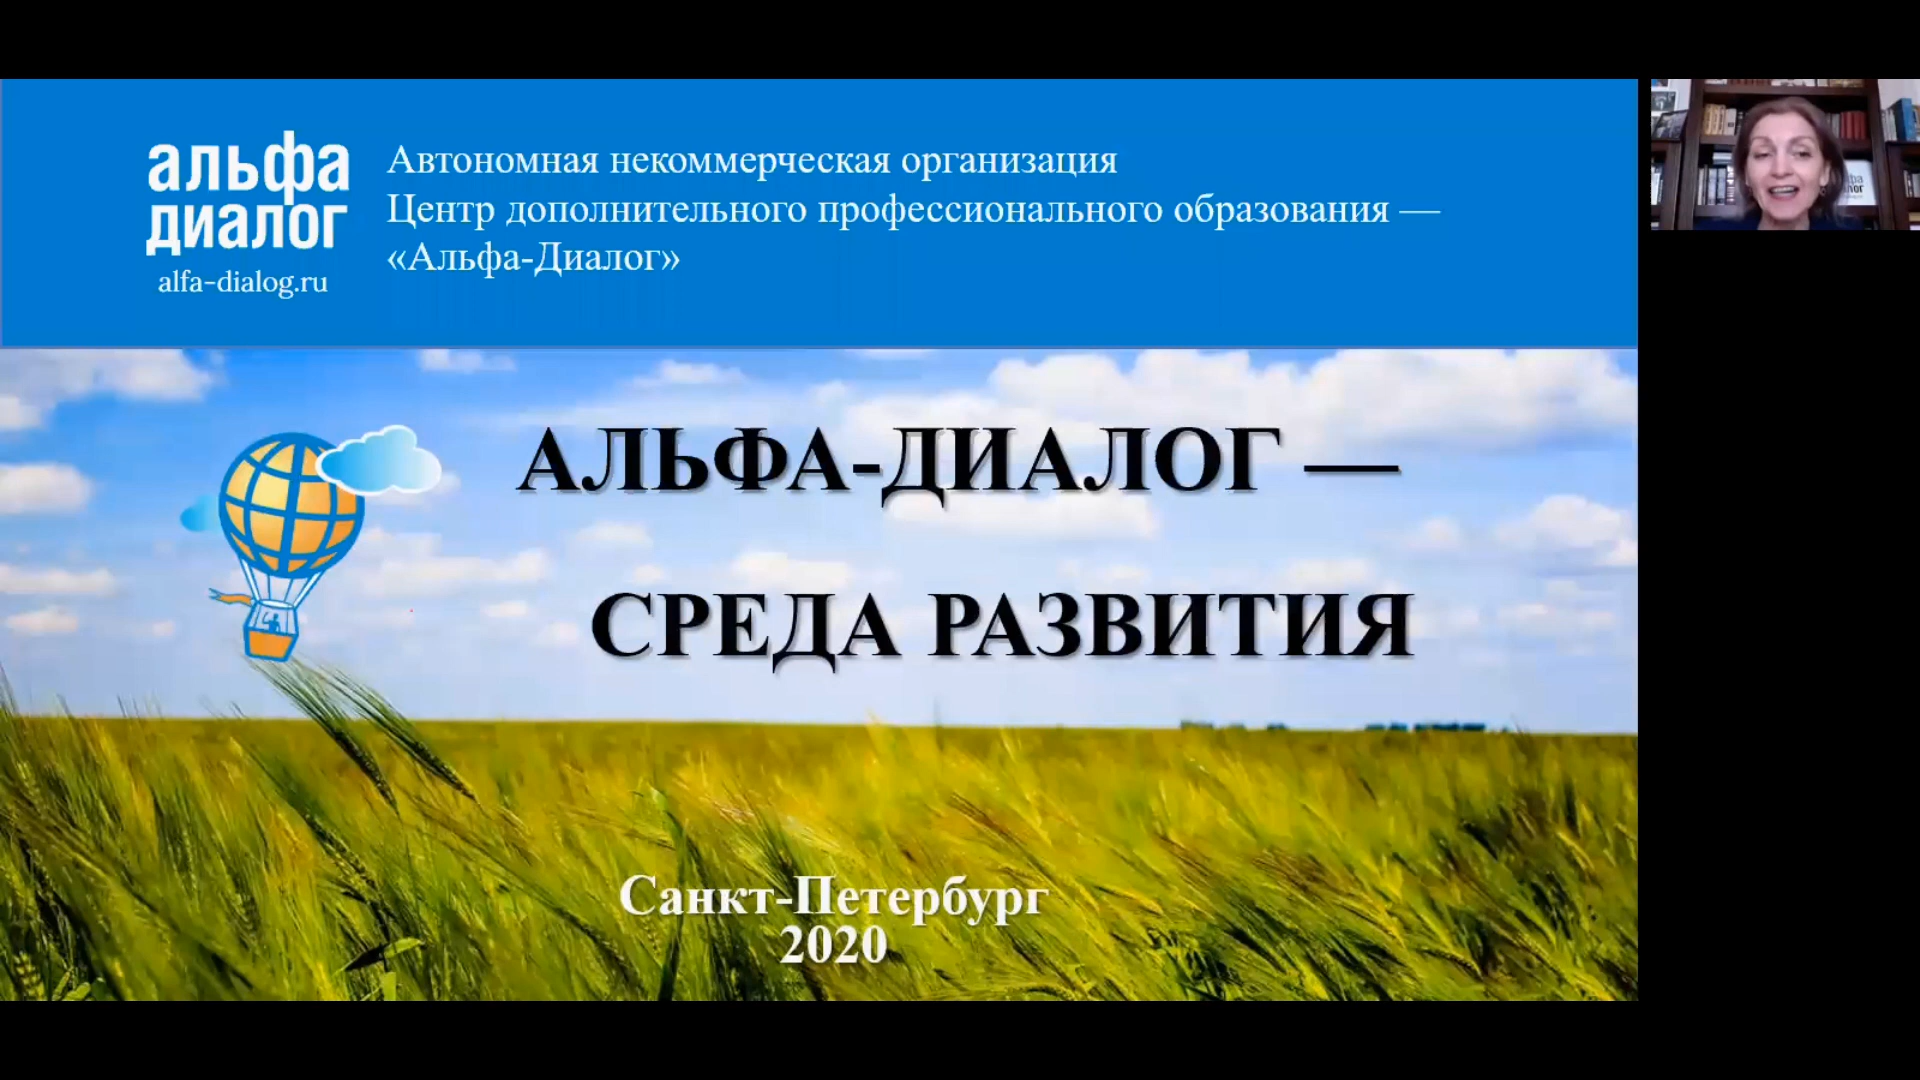 альфа
диалог
alfa-dialog.ru
Автономная некоммерческая организация
Центр дополнительного профессионального образования —
«Альфа-Диалог»
АЛЬФА-ДИАЛОГ —
СРЕДА РАЗВИТИЯ
Санкт-Петербург
2020